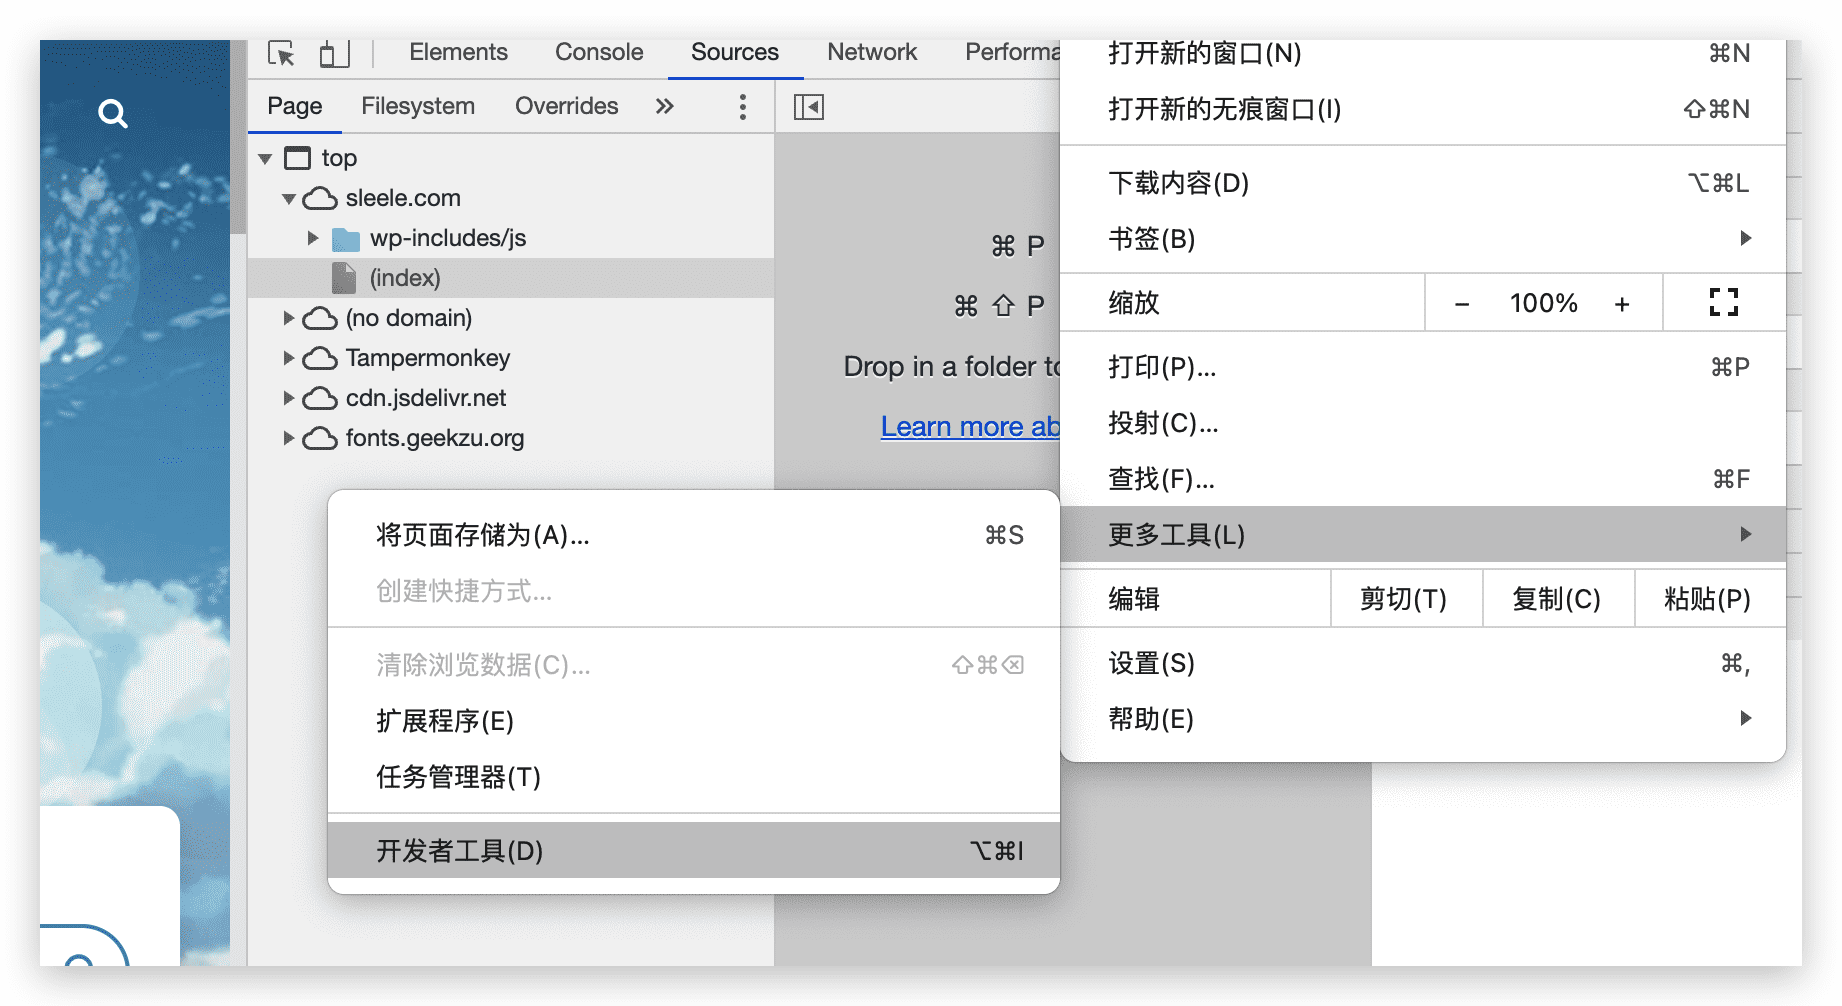 Elements Console Sources Network Performa
Page Filesystem Overrides »
top
sleele.com
wp-includes/js
(index)
(no domain)
Tampermonkey
cdn.jsdelivr.net
fonts.geekzu.org
⌘ P
⌘ ⇧ P
Drop in a folder to
Learn more ab
打开新的窗口(N) ⌘N
打开新的无痕窗口(I) ⇧⌘N
下载内容(D) ⌥⌘L
书签(B)
缩放 − 100% +
打印(P)... ⌘P
投射(C)...
查找(F)... ⌘F
更多工具(L)
编辑 剪切(T) 复制(C) 粘贴(P)
设置(S) ⌘,
帮助(E)
将页面存储为(A)... ⌘S
创建快捷方式...
清除浏览数据(C)... ⇧⌘⌫
扩展程序(E)
任务管理器(T)
开发者工具(D) ⌥⌘I